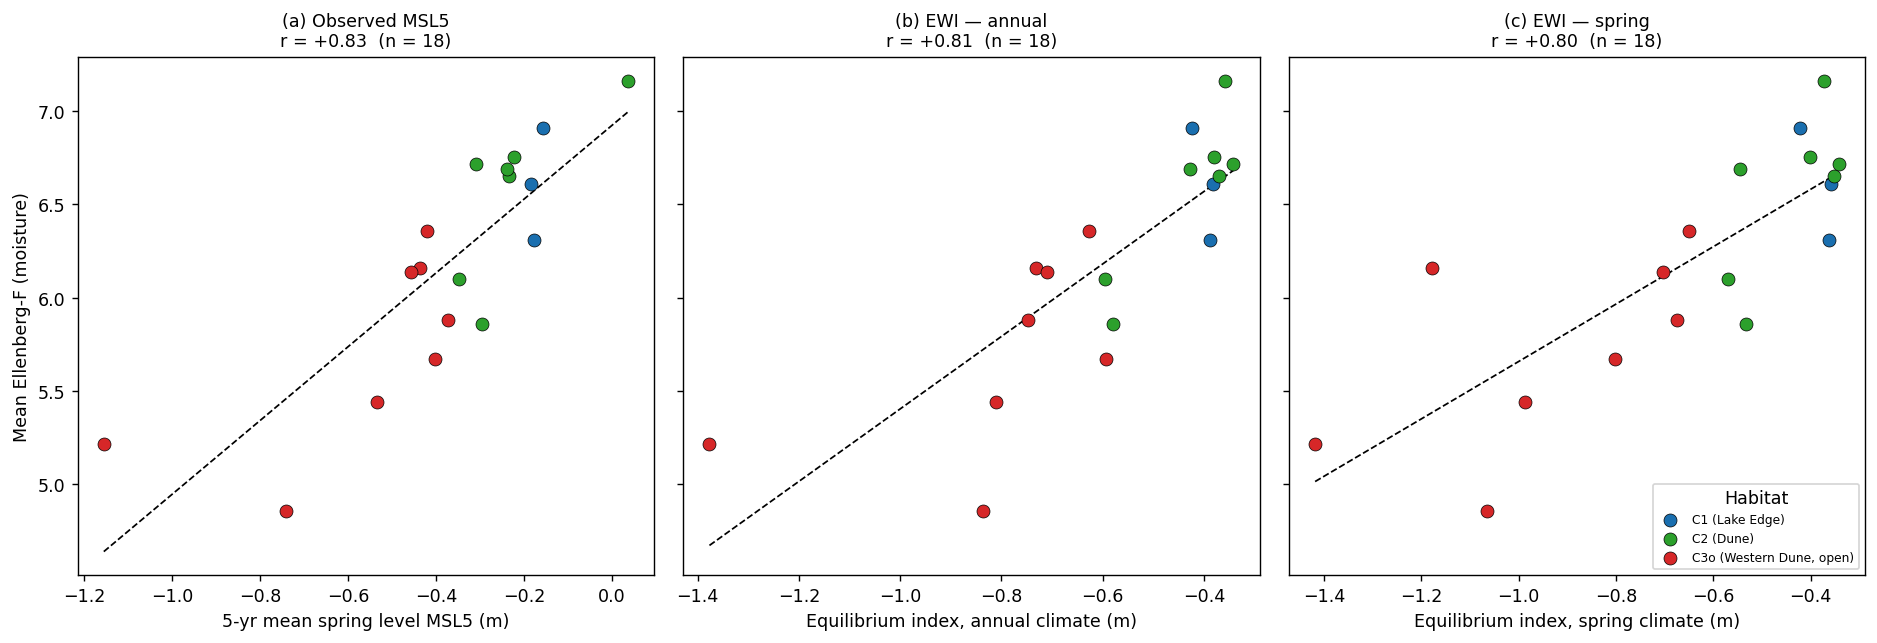 (a) Observed MSL5
r = +0.83 (n = 18)
(b) EWI — annual
r = +0.81 (n = 18)
(c) EWI — spring
r = +0.80 (n = 18)
Mean Ellenberg-F (moisture)
7.0
6.5
6.0
5.5
5.0
−1.2 −1.0 −0.8 −0.6 −0.4 −0.2 0.0
5-yr mean spring level MSL5 (m)
−1.4 −1.2 −1.0 −0.8 −0.6 −0.4
Equilibrium index, annual climate (m)
−1.4 −1.2 −1.0 −0.8 −0.6 −0.4
Equilibrium index, spring climate (m)
Habitat
C1 (Lake Edge)
C2 (Dune)
C3o (Western Dune, open)